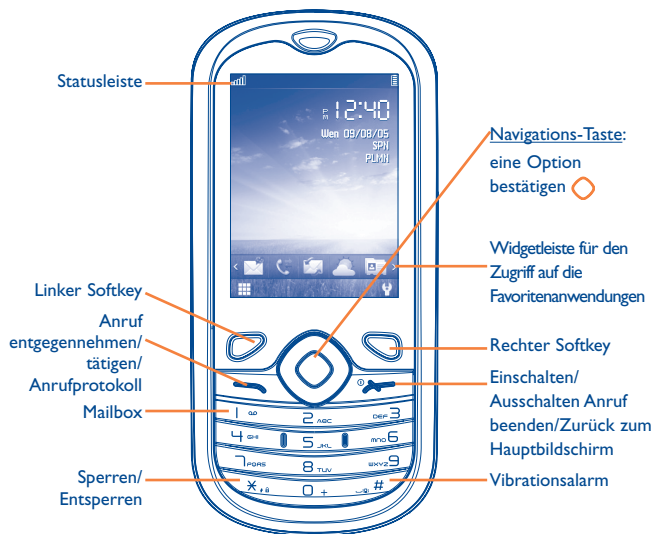 Statusleiste
PM 12:40
Wen 09/08/05
SPN
PLMN
Navigations-Taste:
eine Option
bestätigen
Widgetleiste für den
Zugriff auf die
Favoritenanwendungen
Linker Softkey
Anruf
entgegennehmen/
tätigen/
Anrufprotokoll
Mailbox
Sperren/
Entsperren
Rechter Softkey
Einschalten/
Ausschalten Anruf
beenden/Zurück zum
Hauptbildschirm
Vibrationsalarm
1 2 ABC DEF 3
4 GHI 5 JKL MNO 6
7 PQRS 8 TUV WXYZ 9
* 0 + #